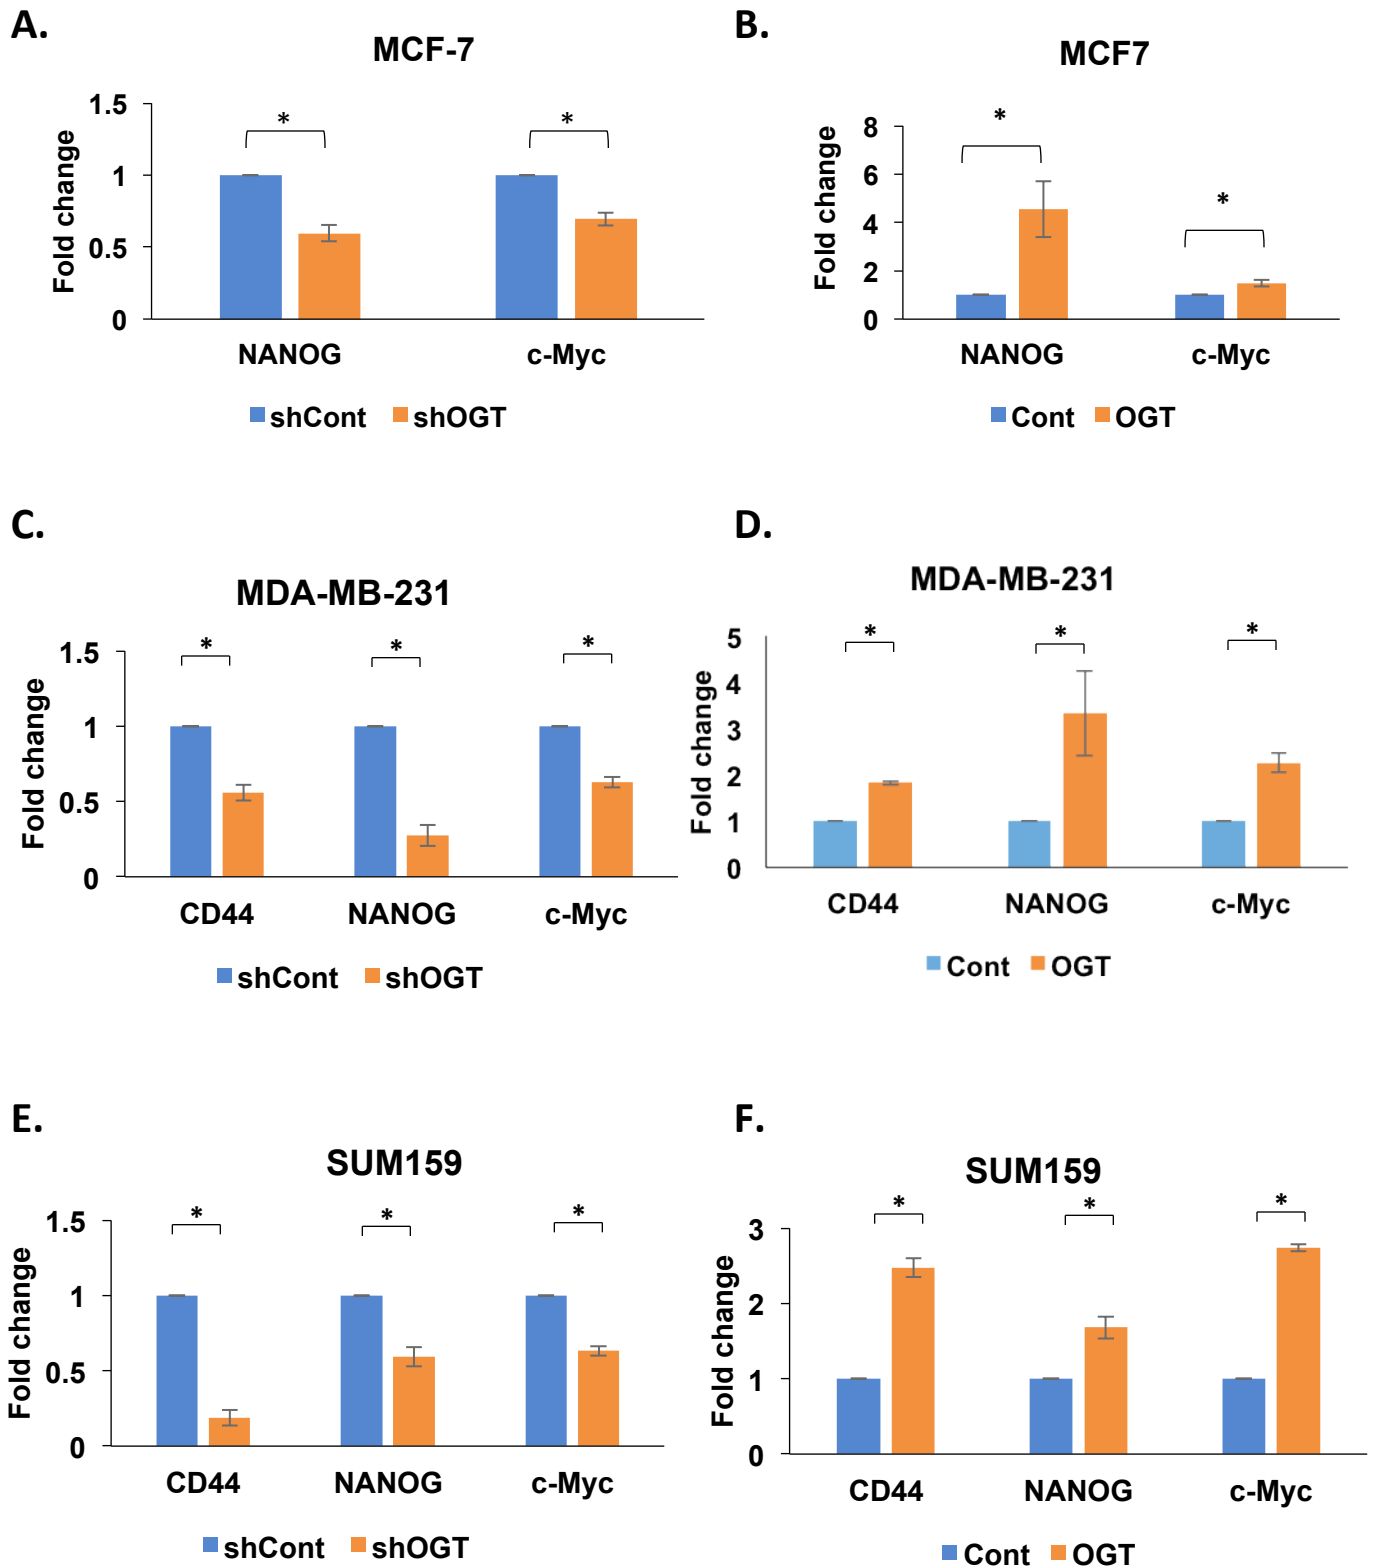 A.
MCF-7
Fold change
1.5
1
0.5
0
*
*
NANOG c-Myc
shCont shOGT
B.
MCF7
Fold change
8
6
4
2
0
*
*
NANOG c-Myc
Cont OGT
C.
MDA-MB-231
Fold change
1.5
1
0.5
0
* * *
CD44 NANOG c-Myc
shCont shOGT
D.
MDA-MB-231
Fold change
5
4
3
2
1
0
* * *
CD44 NANOG c-Myc
Cont OGT
E.
SUM159
Fold change
1.5
1
0.5
0
* * *
CD44 NANOG c-Myc
shCont shOGT
F.
SUM159
Fold change
3
2
1
0
* * *
CD44 NANOG c-Myc
Cont OGT